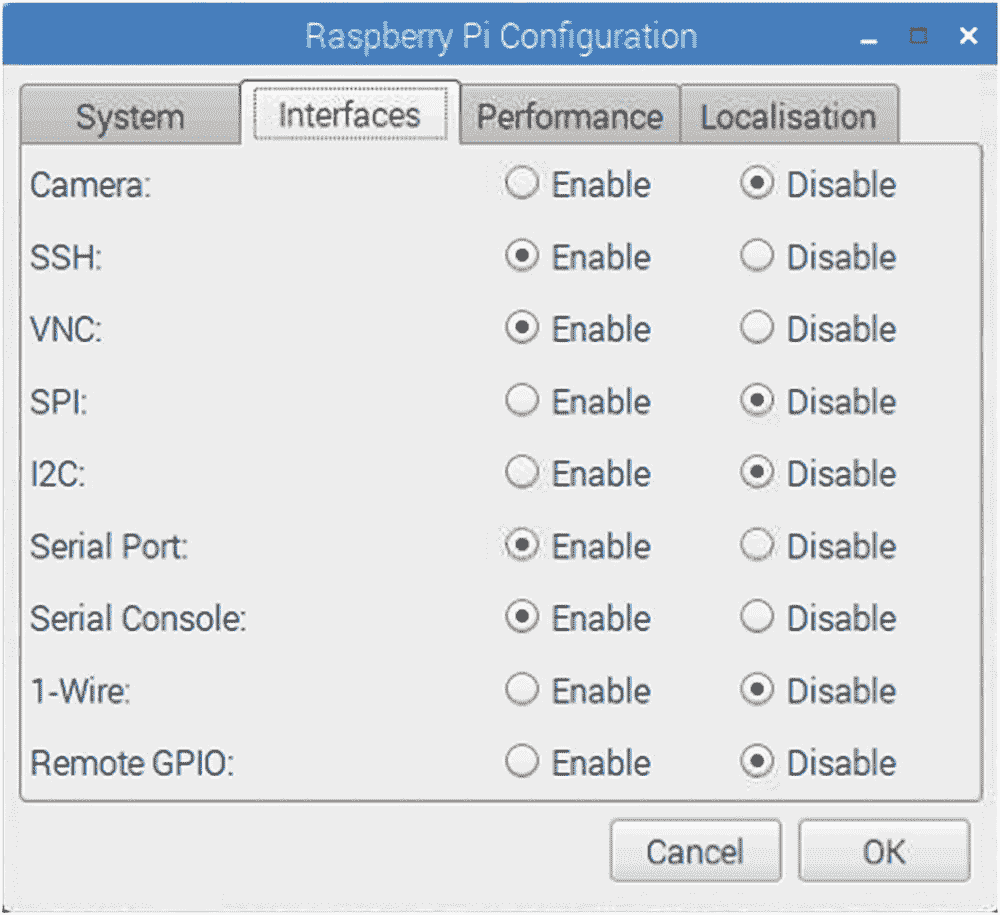 Raspberry Pi Configuration
System Interfaces Performance Localisation
Camera: Enable Disable
SSH: Enable Disable
VNC: Enable Disable
SPI: Enable Disable
I2C: Enable Disable
Serial Port: Enable Disable
Serial Console: Enable Disable
1-Wire: Enable Disable
Remote GPIO: Enable Disable
Cancel OK